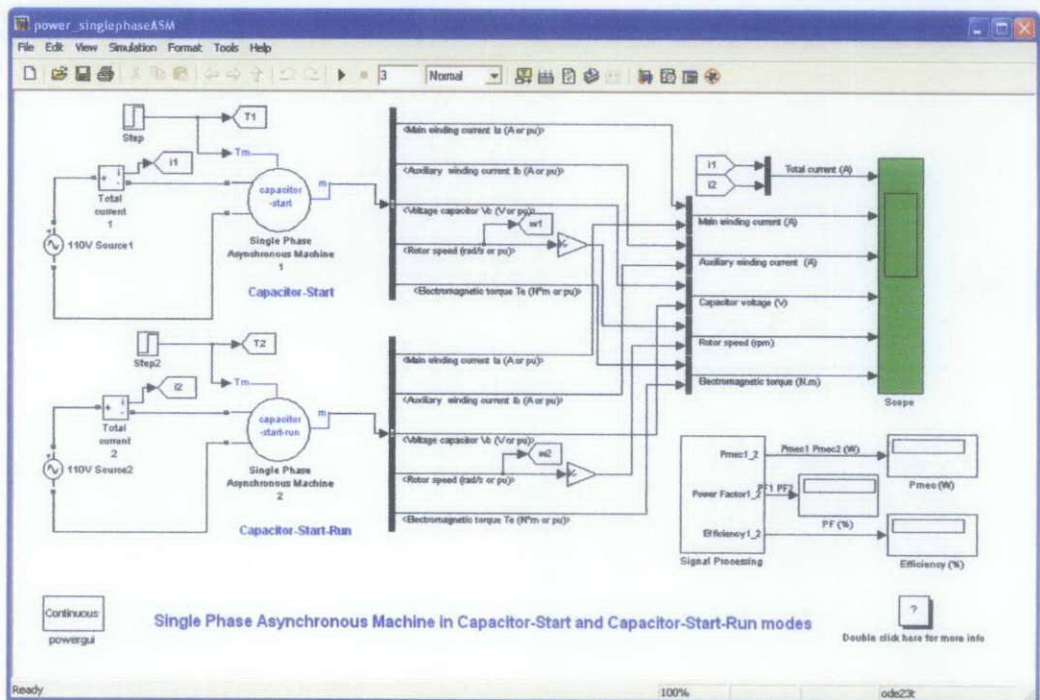 power_singlephaseASM
File Edit View Simulation Format Tools Help
3 Normal
Step
T1
i1
Tm
Total
current
1
110V Source1
capacitor
-start
m
Single Phase
Asynchronous Machine
1
Capacitor-Start
<Main winding current Ia (A or pu)>
<Auxiliary winding current Ib (A or pu)>
<Voltage capacitor Vc (V or pu)>
<Rotor speed (rad/s or pu)>
w1
<Electromagnetic torque Te (N*m or pu)>
Step2
T2
i2
Tm
Total
current
2
110V Source2
capacitor
-start-run
m
Single Phase
Asynchronous Machine
2
Capacitor-Start-Run
<Main winding current Ia (A or pu)>
<Auxiliary winding current Ib (A or pu)>
<Voltage capacitor Vc (V or pu)>
<Rotor speed (rad/s or pu)>
w2
<Electromagnetic torque Te (N*m or pu)>
i1
i2
Total current (A)
Main winding current (A)
Auxiliary winding current (A)
Capacitor voltage (V)
Rotor speed (rpm)
Electromagnetic torque (N.m)
Scope
Pmec1_2
Pmec1 Pmec2 (W)
Pmec (W)
Power Factor1_2
PF1 PF2
PF (%)
Efficiency1_2
Efficiency (%)
Signal Processing
Continuous
powergui
Single Phase Asynchronous Machine in Capacitor-Start and Capacitor-Start-Run modes
?
Double click here for more info
Ready 100% ode23t